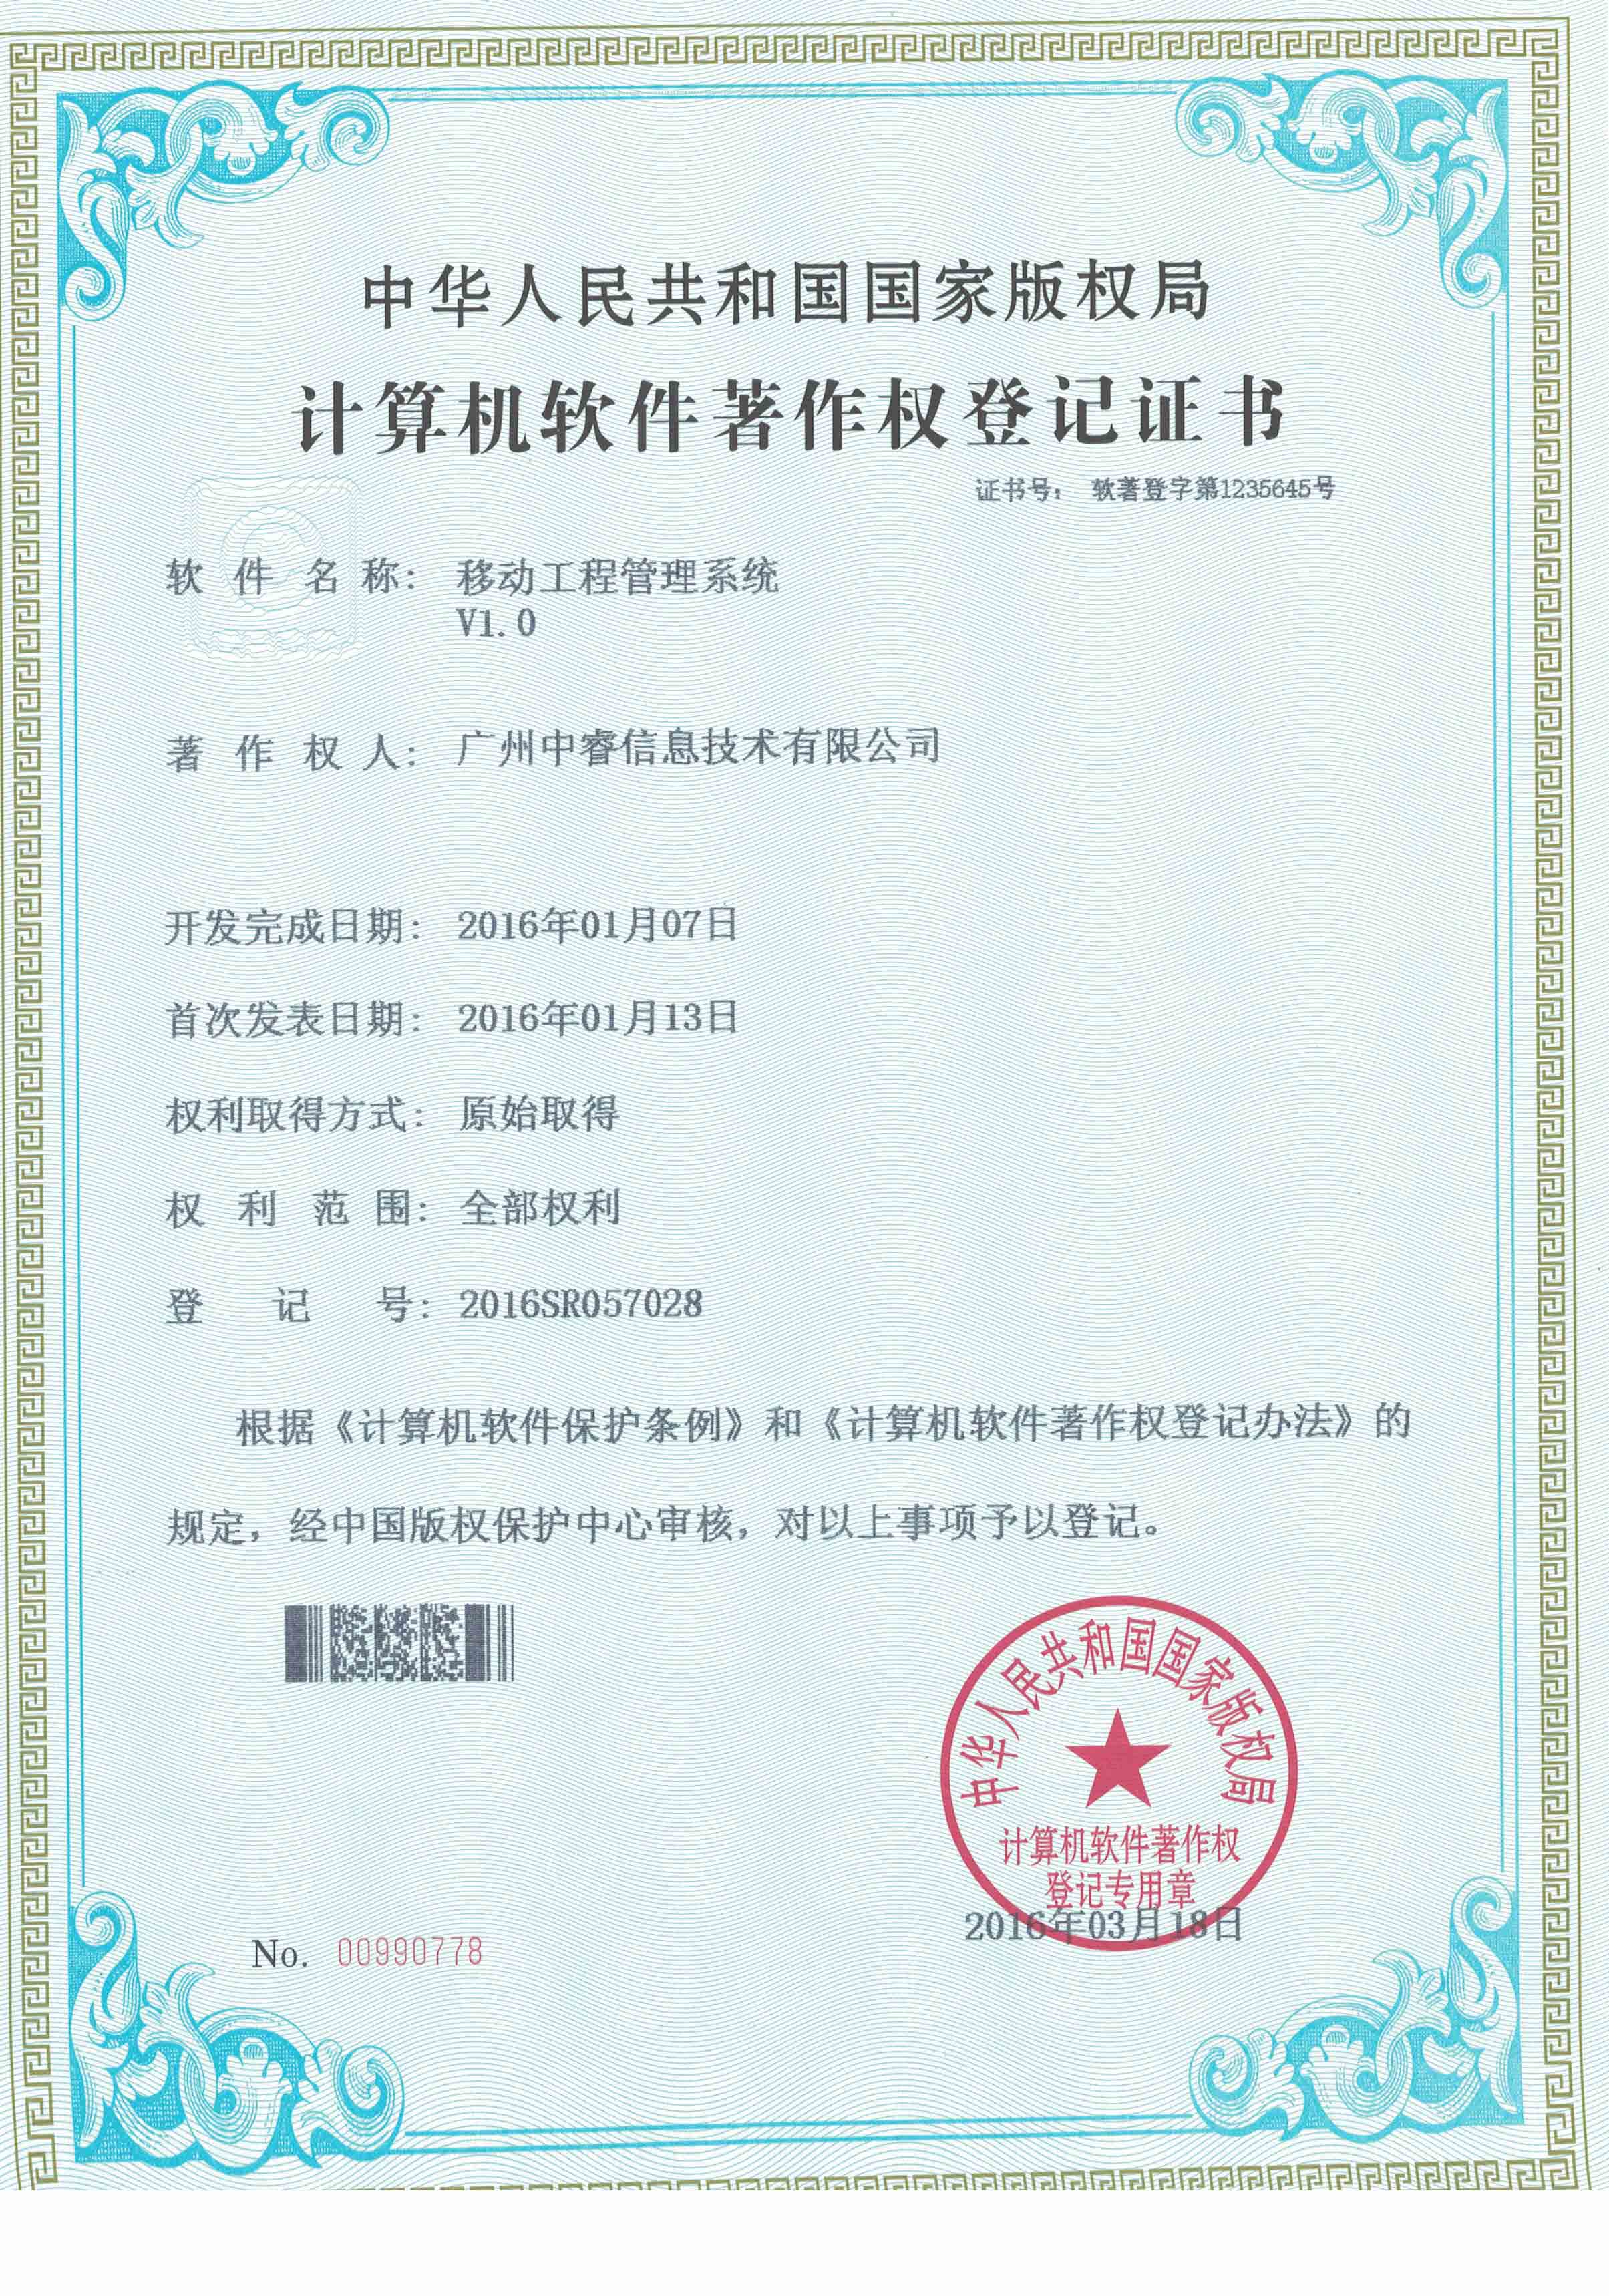 中华人民共和国国家版权局
计算机软件著作权登记证书
证书号： 软著登字第1235645号
软件名称： 移动工程管理系统
V1.0
著作权人： 广州中睿信息技术有限公司
开发完成日期： 2016年01月07日
首次发表日期： 2016年01月13日
权利取得方式： 原始取得
权利范围： 全部权利
登记号： 2016SR057028
根据《计算机软件保护条例》和《计算机软件著作权登记办法》的
规定，经中国版权保护中心审核，对以上事项予以登记。
中华人民共和国国家版权局
计算机软件著作权
登记专用章
2016年03月18日
No. 00990778